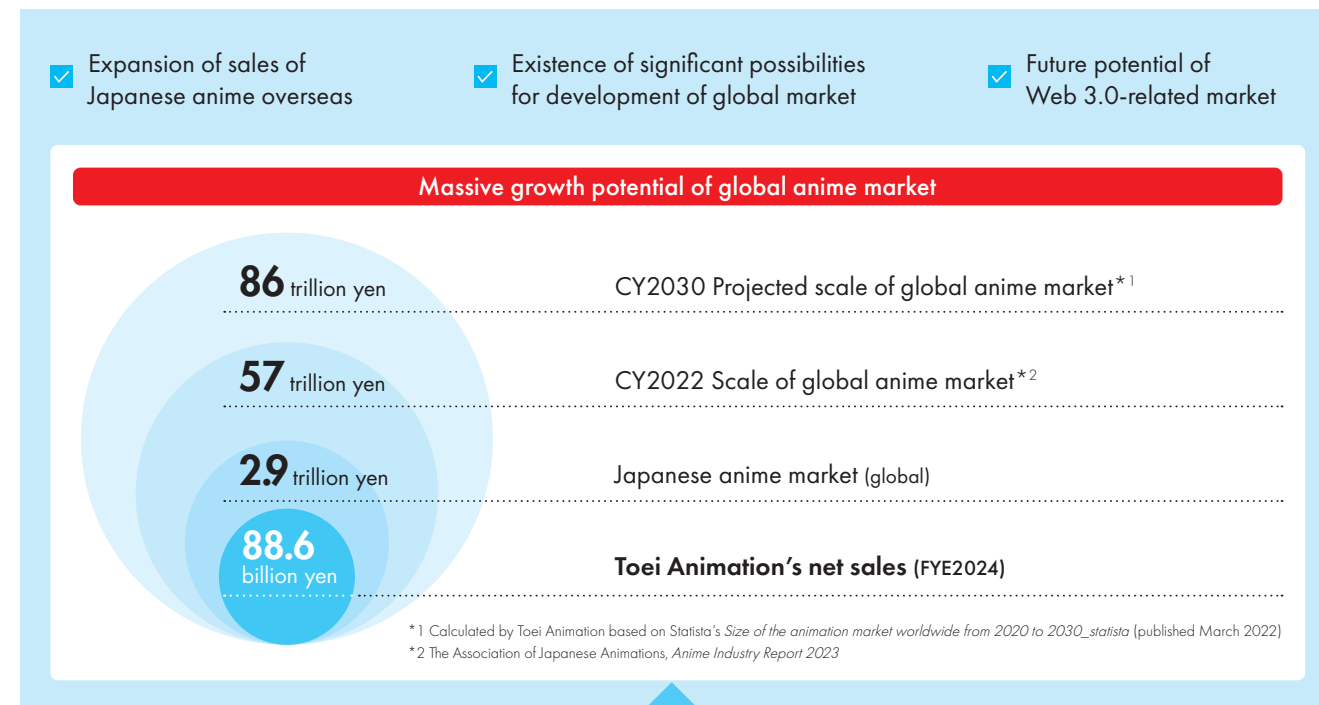 Expansion of sales of
Japanese anime overseas
Existence of significant possibilities
for development of global market
Future potential of
Web 3.0-related market
Massive growth potential of global anime market
86 trillion yen
CY2030 Projected scale of global anime market*1
57 trillion yen
CY2022 Scale of global anime market*2
2.9 trillion yen
Japanese anime market (global)
88.6
billion yen
Toei Animation's net sales (FYE2024)
*1 Calculated by Toei Animation based on Statista's Size of the animation market worldwide from 2020 to 2030_statista (published March 2022)
*2 The Association of Japanese Animations, Anime Industry Report 2023